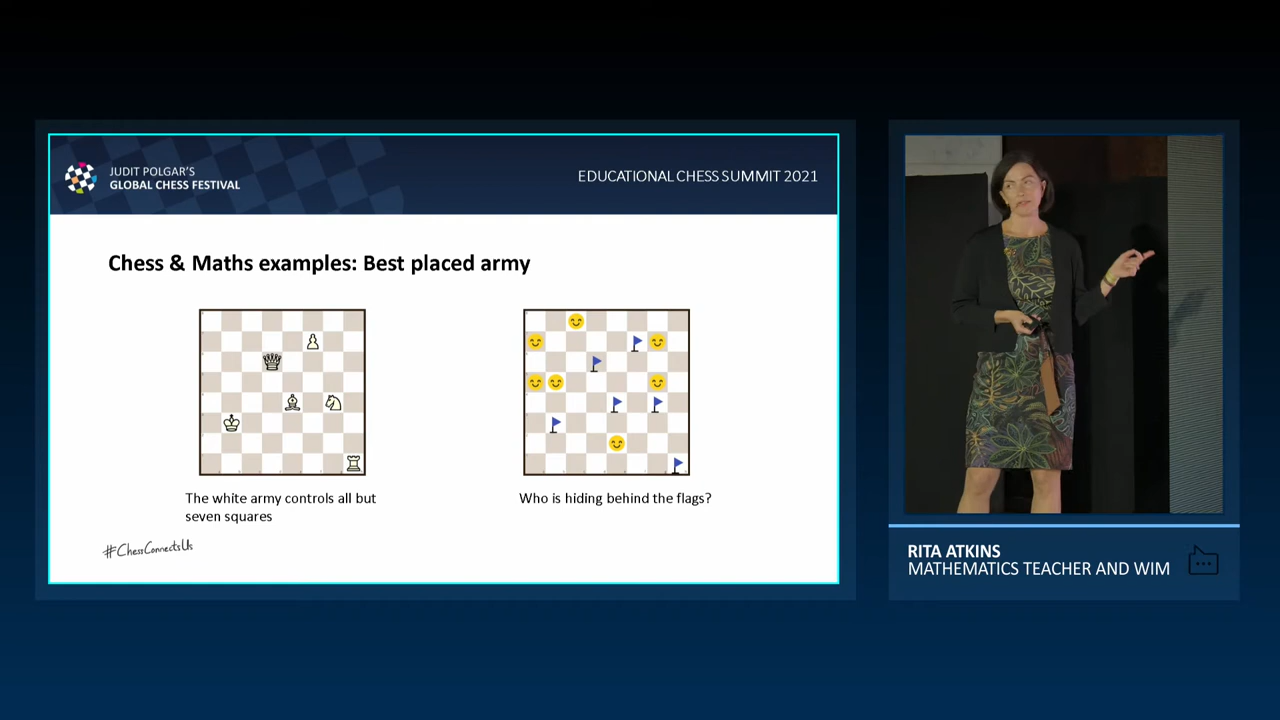 JUDIT POLGAR'S
GLOBAL CHESS FESTIVAL
EDUCATIONAL CHESS SUMMIT 2021
Chess & Maths examples: Best placed army
The white army controls all but
seven squares
Who is hiding behind the flags?
#ChessConnectsUs
RITA ATKINS
MATHEMATICS TEACHER AND WIM